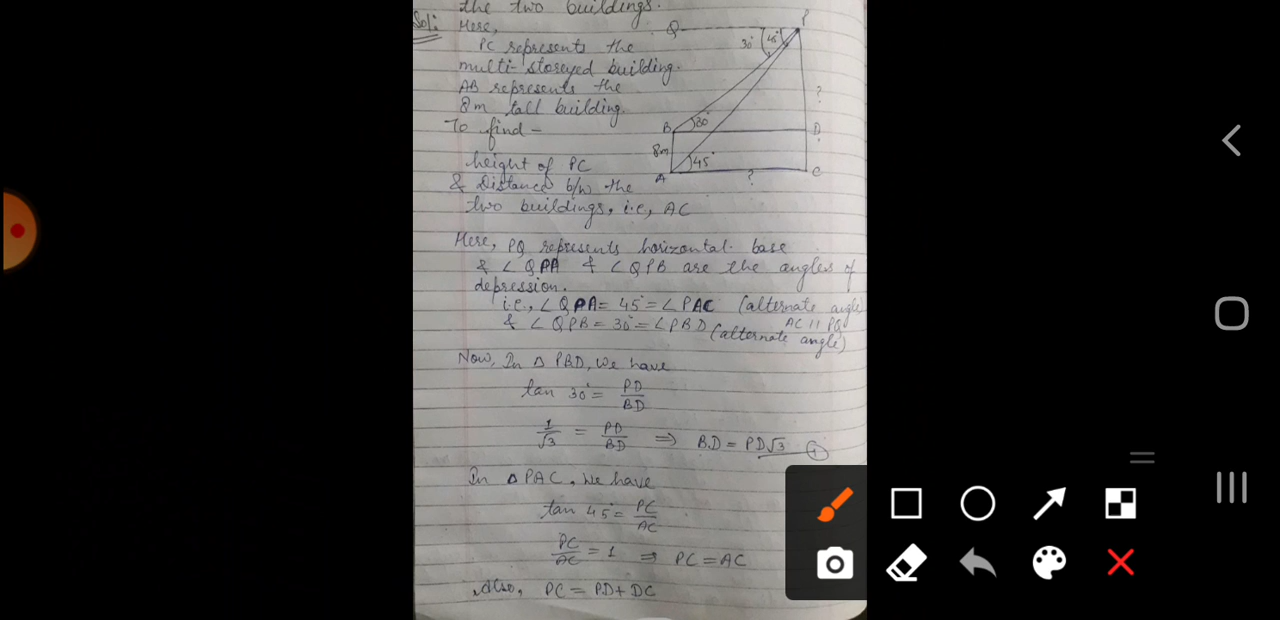 the two buildings.
Sol:
Here,
PC represents the
multi-storeyed building.
AB represents the
8m tall building.
To find -
height of PC
& Distance b/w the
two buildings, i.e, AC
Q
P
30°
45°
?
B
30°
D
8m
45°
A
?
C
Here, PQ represents horizontal base
& ∠QPA & ∠QPB are the angles of
depression.
i.e., ∠QPA = 45° = ∠PAC (alternate angle
AC || PQ
& ∠QPB = 30° = ∠PBD (alternate angle)
Now, In △ PBD, we have
tan 30° = PD/BD
1/√3 = PD/BD ⇒ BD = PD√3 ①
In △ PAC, we have
tan 45° = PC/AC
PC/AC = 1 ⇒ PC = AC
Also, PC = PD + DC